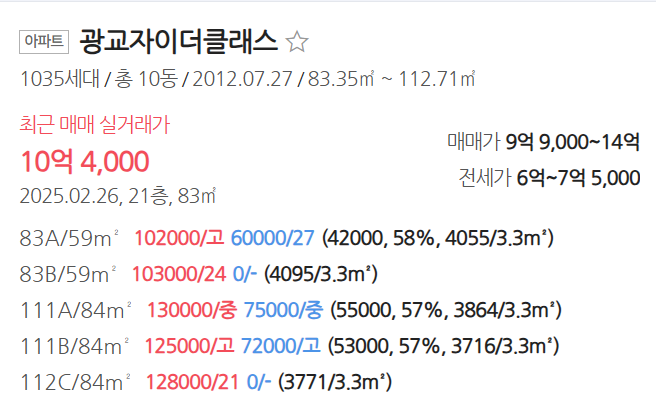 아파트 광교자이더클래스 ☆
1035세대 / 총 10동 / 2012.07.27 / 83.35㎡ ~ 112.71㎡
최근 매매 실거래가
10억 4,000
2025.02.26, 21층, 83㎡
매매가 9억 9,000~14억
전세가 6억~7억 5,000
83A/59m² 102000/고 60000/27 (42000, 58%, 4055/3.3m²)
83B/59m² 103000/24 0/- (4095/3.3m²)
111A/84m² 130000/중 75000/중 (55000, 57%, 3864/3.3m²)
111B/84m² 125000/고 72000/고 (53000, 57%, 3716/3.3m²)
112C/84m² 128000/21 0/- (3771/3.3m²)